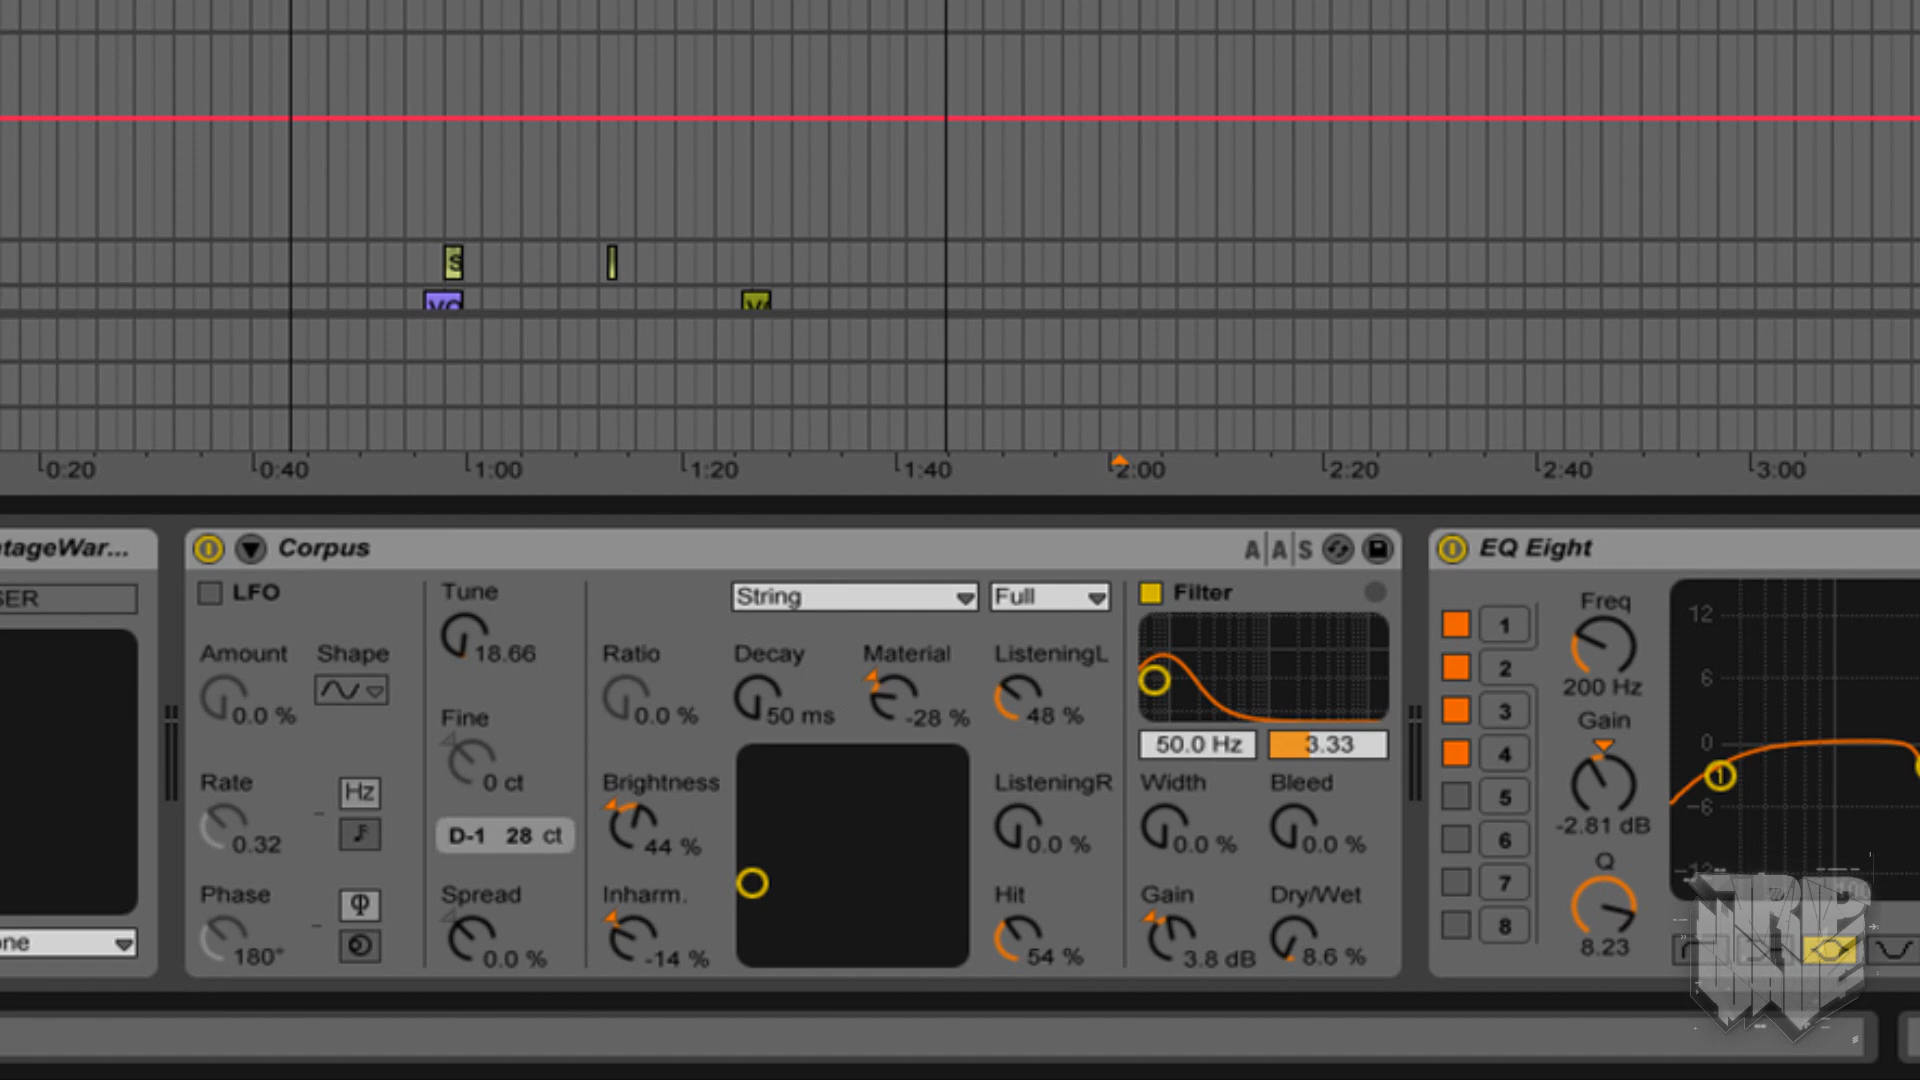 S
0:20 0:40 1:00 1:20 1:40 2:00 2:20 2:40 3:00
Corpus
A A S
EQ Eight
LFO
Amount
0.0 %
Shape
Rate
0.32
Hz
Phase
180°
Φ
Tune
18.66
Fine
0 ct
D-1 28 ct
Spread
0.0 %
String
Full
Ratio
0.0 %
Decay
50 ms
Material
-28 %
ListeningL
48 %
Brightness
44 %
ListeningR
0.0 %
Inharm.
-14 %
Hit
54 %
Filter
50.0 Hz
3.33
Width
0.0 %
Bleed
0.0 %
Gain
3.8 dB
Dry/Wet
8.6 %
1
2
3
4
5
6
7
8
Freq
200 Hz
Gain
-2.81 dB
Q
8.23
12
6
0
-6
-12
1